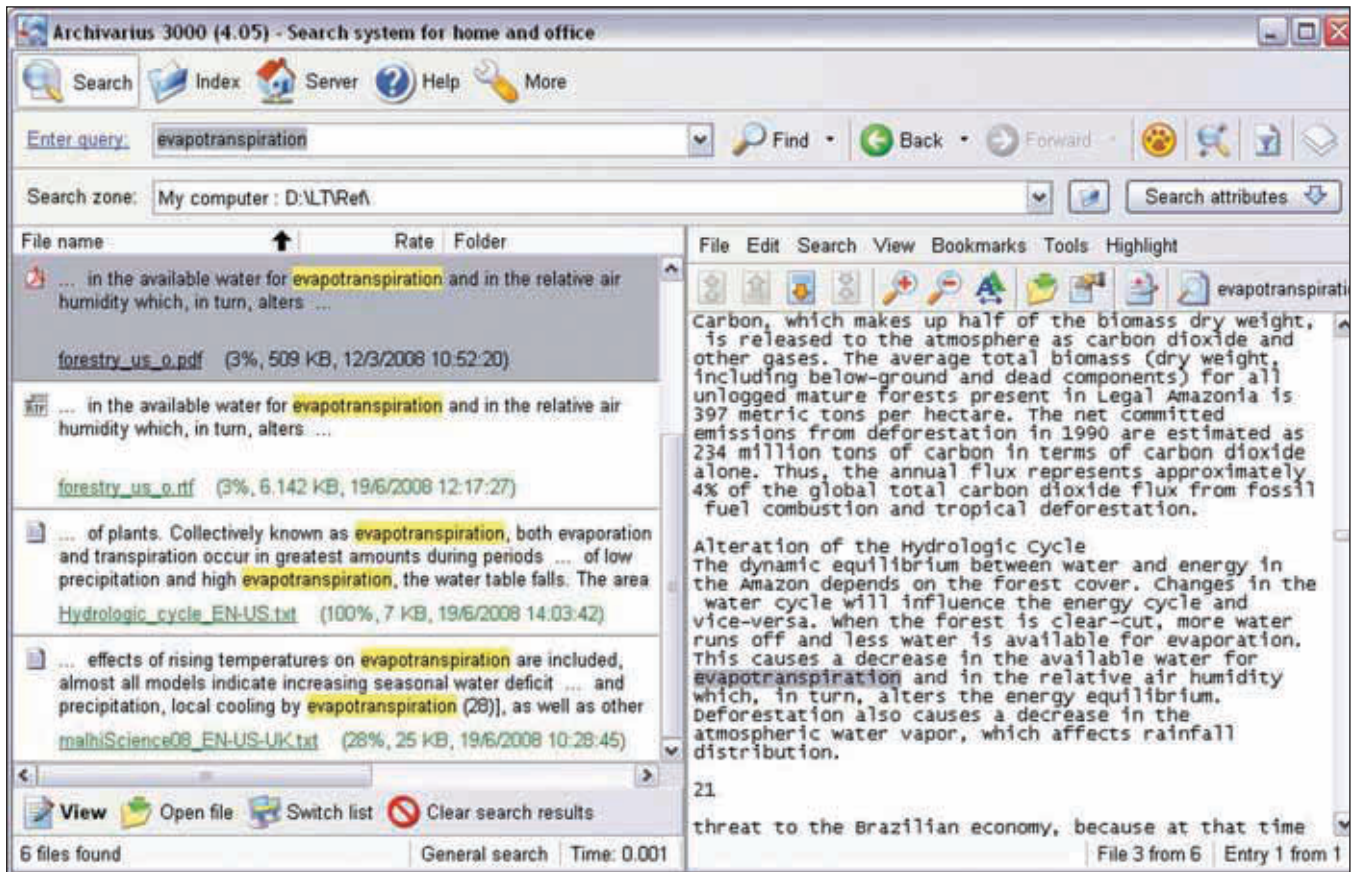 Archivarius 3000 (4.05) - Search system for home and office
Search Index Server Help More
Enter query: evapotranspiration Find Back Forward
Search zone: My computer : D:\LT\Ref\ Search attributes
File name Rate Folder
... in the available water for evapotranspiration and in the relative air
humidity which, in turn, alters ...
forestry_us_o.pdf (3%, 509 KB, 12/3/2008 10:52:20)
... in the available water for evapotranspiration and in the relative air
humidity which, in turn, alters ...
forestry_us_o.rtf (3%, 6.142 KB, 19/6/2008 12:17:27)
... of plants. Collectively known as evapotranspiration, both evaporation
and transpiration occur in greatest amounts during periods ... of low
precipitation and high evapotranspiration, the water table falls. The area
Hydrologic_cycle_EN-US.txt (100%, 7 KB, 19/6/2008 14:03:42)
... effects of rising temperatures on evapotranspiration are included,
almost all models indicate increasing seasonal water deficit ... and
precipitation, local cooling by evapotranspiration (28)], as well as other
malhiScience08_EN-US-UK.txt (28%, 25 KB, 19/6/2008 10:28:45)
View Open file Switch list Clear search results
6 files found General search Time: 0.001
File Edit Search View Bookmarks Tools Highlight
evapotranspirati
Carbon, which makes up half of the biomass dry weight,
is released to the atmosphere as carbon dioxide and
other gases. The average total biomass (dry weight,
including below-ground and dead components) for all
unlogged mature forests present in Legal Amazonia is
397 metric tons per hectare. The net committed
emissions from deforestation in 1990 are estimated as
234 million tons of carbon in terms of carbon dioxide
alone. Thus, the annual flux represents approximately
4% of the global total carbon dioxide flux from fossil
fuel combustion and tropical deforestation.
Alteration of the Hydrologic Cycle
The dynamic equilibrium between water and energy in
the Amazon depends on the forest cover. Changes in the
water cycle will influence the energy cycle and
vice-versa. When the forest is clear-cut, more water
runs off and less water is available for evaporation.
This causes a decrease in the available water for
evapotranspiration and in the relative air humidity
which, in turn, alters the energy equilibrium.
Deforestation also causes a decrease in the
atmospheric water vapor, which affects rainfall
distribution.
21
threat to the Brazilian economy, because at that time
File 3 from 6 Entry 1 from 1